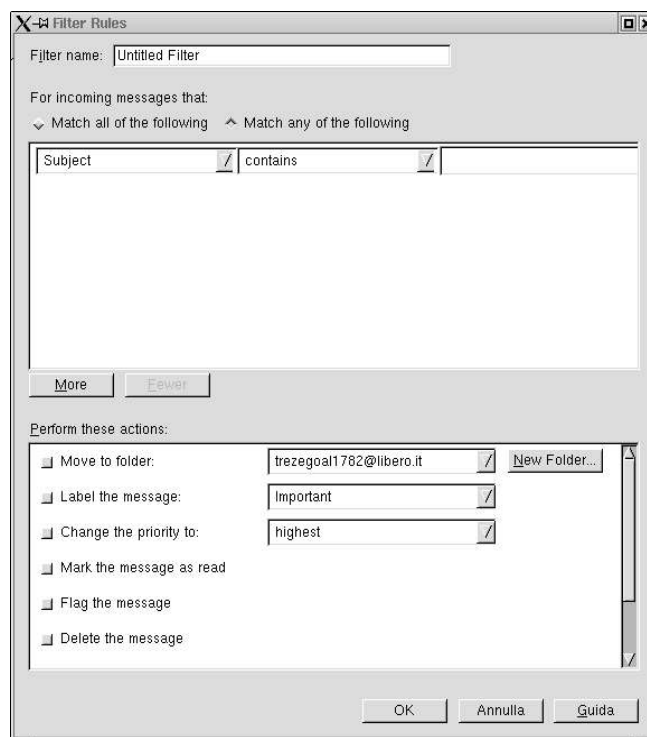 Filter Rules
Filter name: Untitled Filter
For incoming messages that:
Match all of the following Match any of the following
Subject contains
More Fewer
Perform these actions:
Move to folder: trezegoal1782@libero.it New Folder...
Label the message: Important
Change the priority to: highest
Mark the message as read
Flag the message
Delete the message
OK Annulla Guida